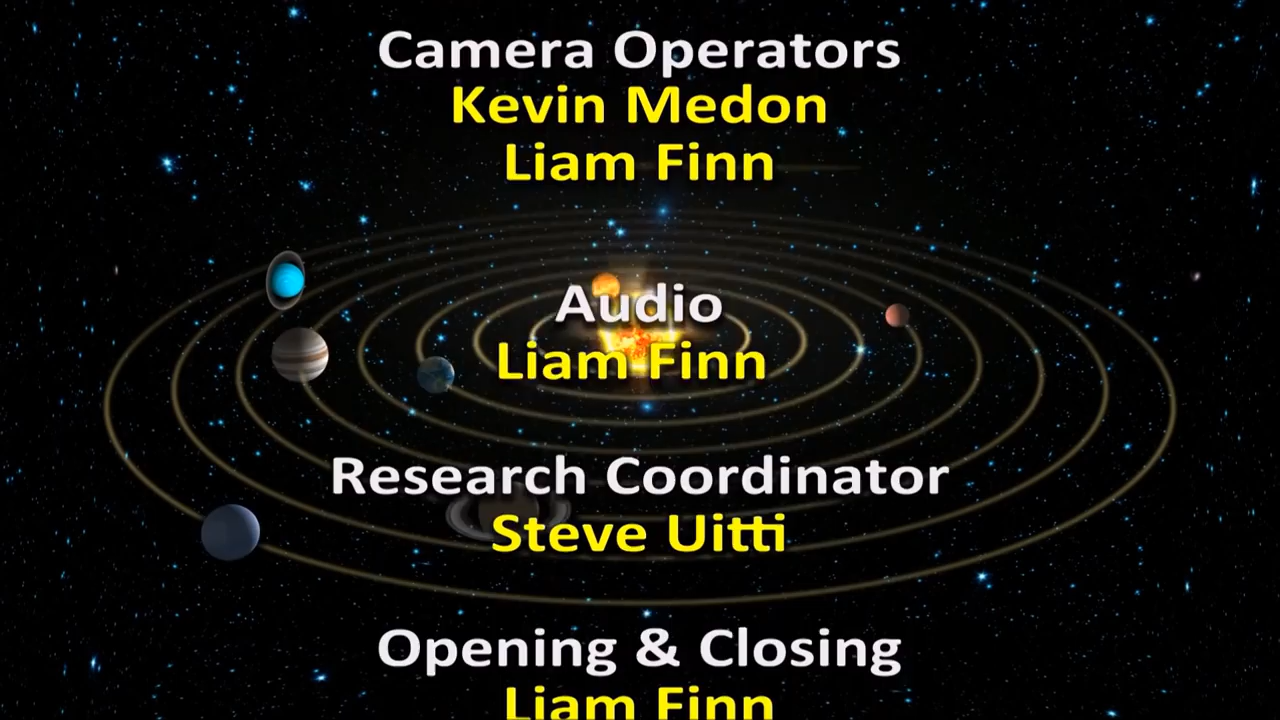 Camera Operators
Kevin Medon
Liam Finn
Audio
Liam Finn
Research Coordinator
Steve Uitti
Opening & Closing
Liam Finn